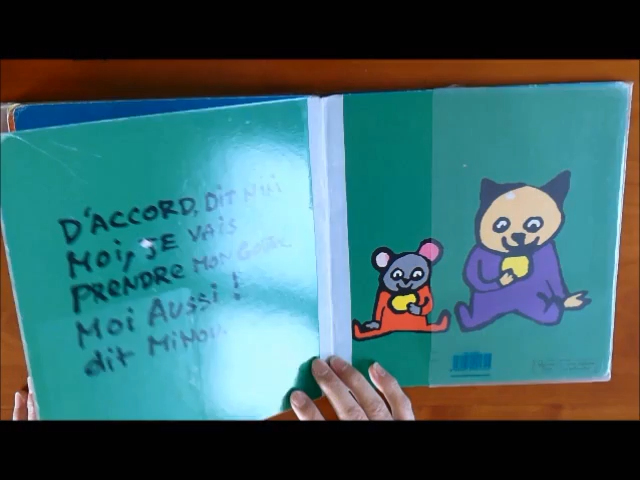 D'ACCORD, DIT NINI
MOI, JE VAIS
PRENDRE MON GOÛTER
MOI AUSSI !
dit MINOU.